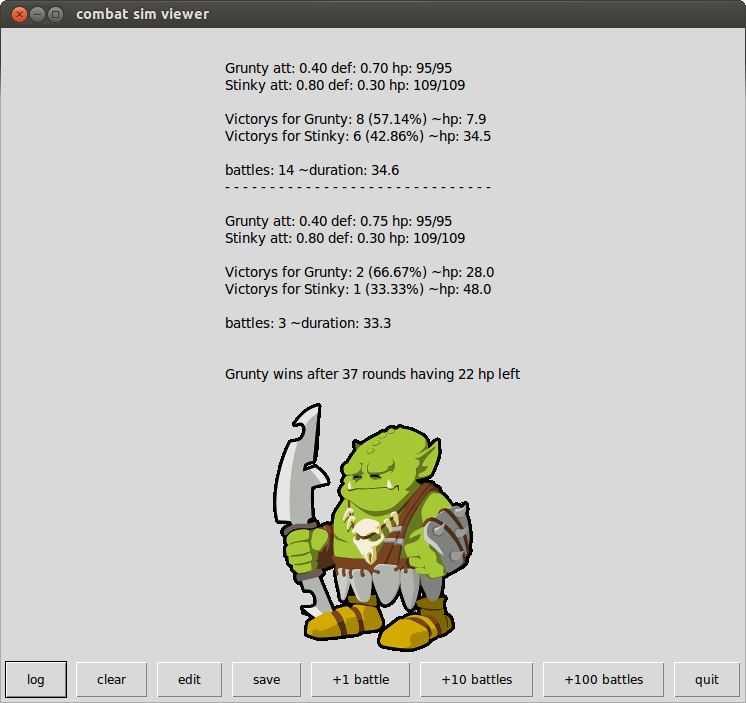 combat sim viewer
Grunty att: 0.40 def: 0.70 hp: 95/95
Stinky att: 0.80 def: 0.30 hp: 109/109
Victorys for Grunty: 8 (57.14%) ~hp: 7.9
Victorys for Stinky: 6 (42.86%) ~hp: 34.5
battles: 14 ~duration: 34.6
- - - - - - - - - - - - - - - - - - - - - - - - - - - - - -
Grunty att: 0.40 def: 0.75 hp: 95/95
Stinky att: 0.80 def: 0.30 hp: 109/109
Victorys for Grunty: 2 (66.67%) ~hp: 28.0
Victorys for Stinky: 1 (33.33%) ~hp: 48.0
battles: 3 ~duration: 33.3
Grunty wins after 37 rounds having 22 hp left
log clear edit save +1 battle +10 battles +100 battles quit